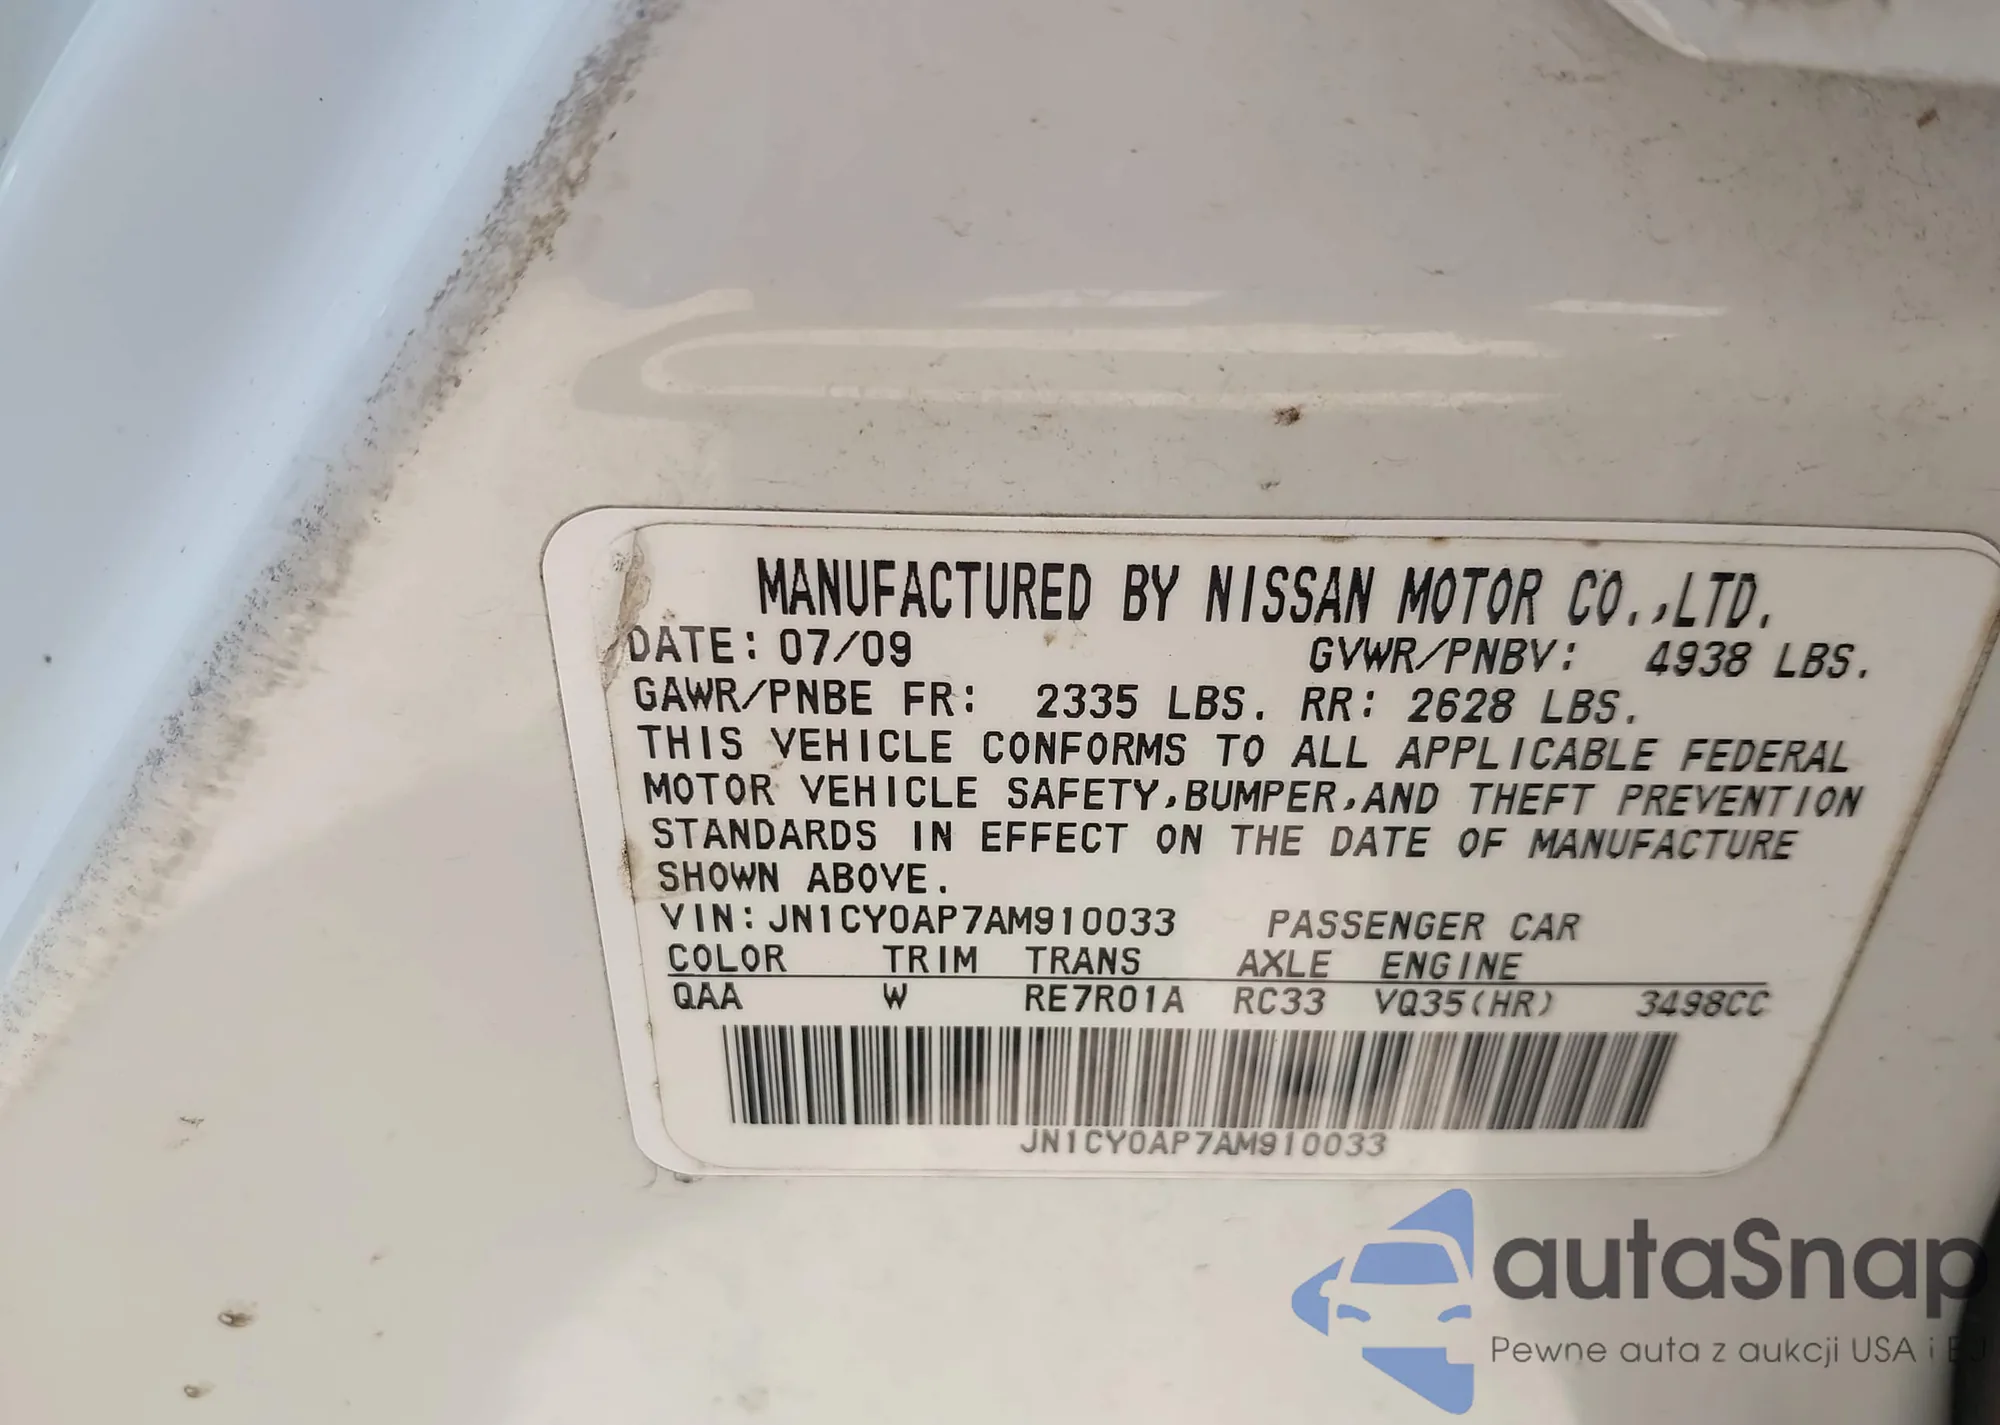 MANUFACTURED BY NISSAN MOTOR CO.,LTD.
DATE: 07/09 GVWR/PNBV: 4938 LBS.
GAWR/PNBE FR: 2335 LBS. RR: 2628 LBS.
THIS VEHICLE CONFORMS TO ALL APPLICABLE FEDERAL
MOTOR VEHICLE SAFETY,BUMPER,AND THEFT PREVENTION
STANDARDS IN EFFECT ON THE DATE OF MANUFACTURE
SHOWN ABOVE.
VIN:JN1CY0AP7AM910033 PASSENGER CAR
COLOR TRIM TRANS AXLE ENGINE
QAA W RE7R01A RC33 VQ35(HR) 3498CC
JN1CY0AP7AM910033
autaSnap
Pewne auta z aukcji USA i EU